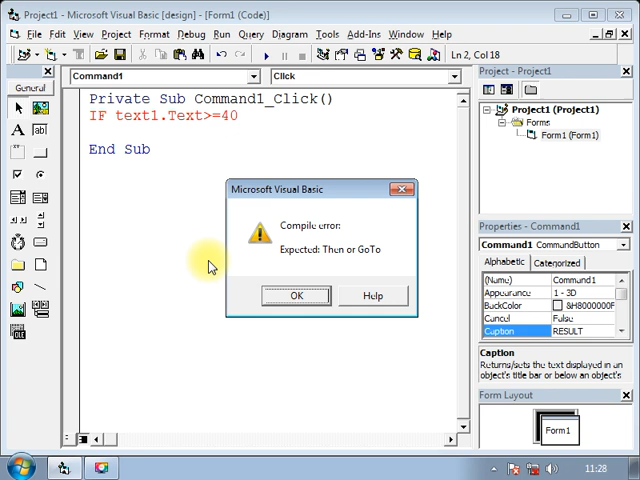 Project1 - Microsoft Visual Basic [design] - [Form1 (Code)]
File Edit View Project Format Debug Run Query Diagram Tools Add-Ins Window Help
Ln 2, Col 18
General
Command1
Click
Private Sub Command1_Click()
IF text1.Text>=40
End Sub
Microsoft Visual Basic
Compile error:
Expected: Then or GoTo
OK
Help
Project - Project1
Project1 (Project1)
Forms
Form1 (Form1)
Properties - Command1
Command1 CommandButton
Alphabetic Categorized
(Name) Command1
Appearance 1 - 3D
BackColor &H8000000F
Cancel False
Caption RESULT
Caption
Returns/sets the text displayed in an
object's title bar or below an object's
Form Layout
Form1
11:28
A
ab
OLE